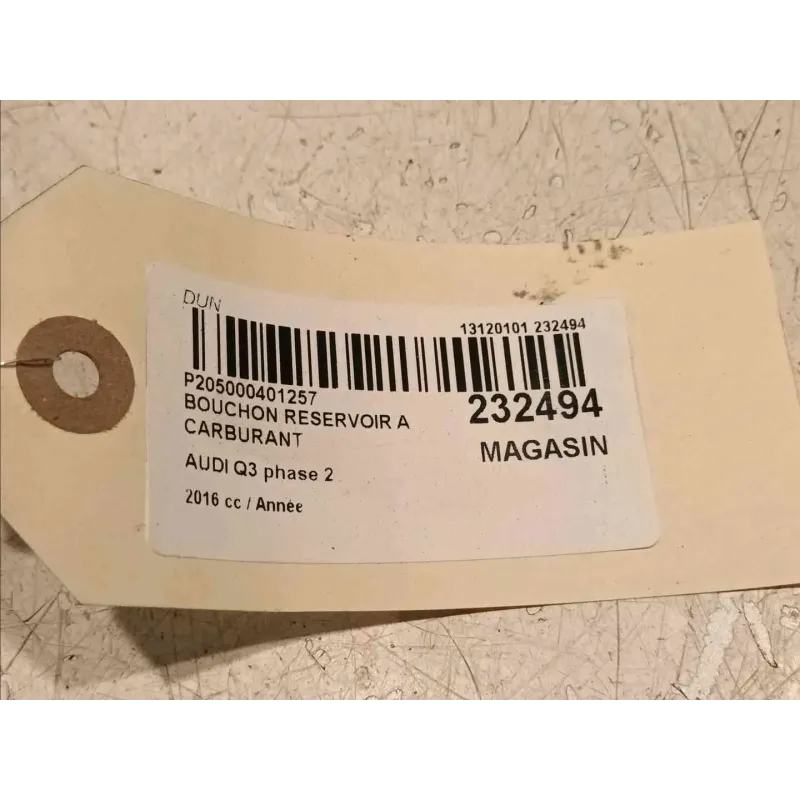 DUN
13120101 232494
P205000401257
BOUCHON RESERVOIR A
CARBURANT
232494
MAGASIN
AUDI Q3 phase 2
2016 cc / Année